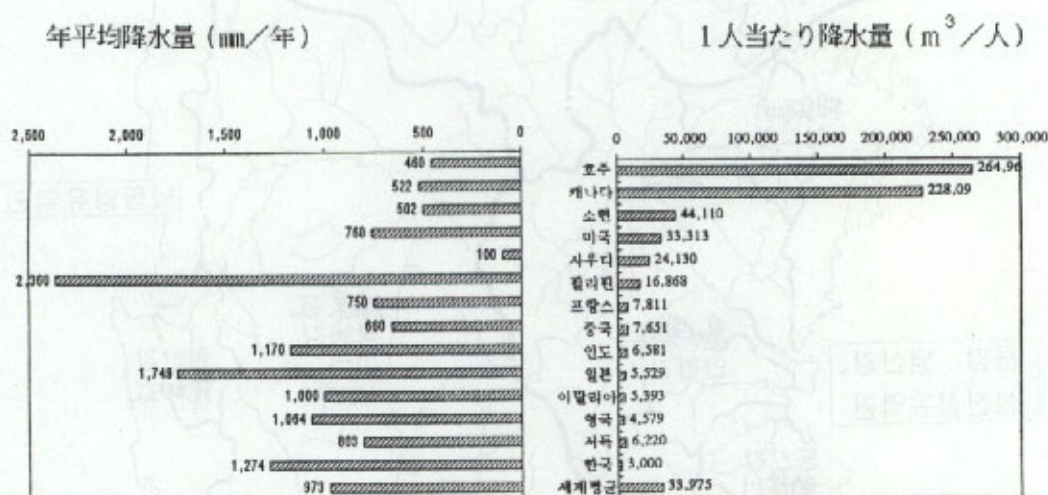 年平均降水量(㎜/年)
1人当たり降水量(m³/人)
2,500 2,000 1,500 1,000 500 0
0 50,000 100,000 150,000 200,000 250,000 300,000
460 호주 264,96
522 캐나다 228,09
502 소련 44,110
760 미국 33,313
100 사우디 24,130
2,360 필리핀 16,868
750 프랑스 7,811
660 중국 7,651
1,170 인도 6,581
1,749 일본 5,529
1,000 이탈리아 5,393
1,064 영국 4,579
803 서독 6,220
1,274 한국 3,000
973 세계평균 33,975